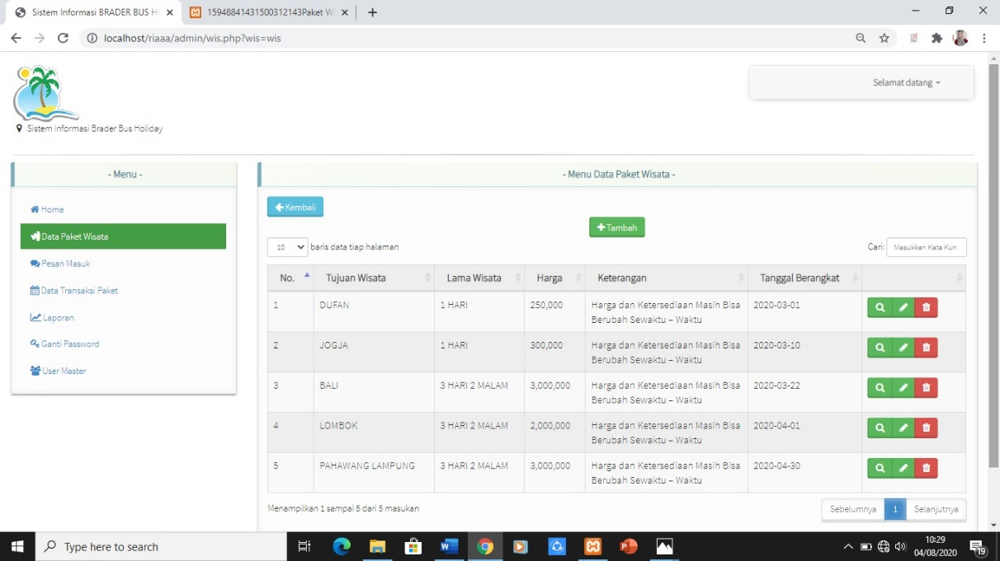 Sistem Informasi BRADER BUS H
15948841431500312143Paket W
localhost/riaaa/admin/wis.php?wis=wis
Selamat datang
Sistem Informasi Brader Bus Holiday
- Menu -
Home
Data Paket Wisata
Pesan Masuk
Data Transaksi Paket
Laporan
Ganti Password
User Master
- Menu Data Paket Wisata -
Kembali
Tambah
10 baris data tiap halaman
Cari: Masukkan Kata Kun
No. Tujuan Wisata Lama Wisata Harga Keterangan Tanggal Berangkat
1 DUFAN 1 HARI 250,000 Harga dan Ketersediaan Masih Bisa 2020-03-01
Berubah Sewaktu – Waktu
2 JOGJA 1 HARI 300,000 Harga dan Ketersediaan Masih Bisa 2020-03-10
Berubah Sewaktu – Waktu
3 BALI 3 HARI 2 MALAM 3,000,000 Harga dan Ketersediaan Masih Bisa 2020-03-22
Berubah Sewaktu – Waktu
4 LOMBOK 3 HARI 2 MALAM 2,000,000 Harga dan Ketersediaan Masih Bisa 2020-04-01
Berubah Sewaktu – Waktu
5 PAHAWANG LAMPUNG 3 HARI 2 MALAM 3,000,000 Harga dan Ketersediaan Masih Bisa 2020-04-30
Berubah Sewaktu – Waktu
Menampilkan 1 sampai 5 dari 5 masukan
Sebelumnya 1 Selanjutnya
Type here to search
10:29
04/08/2020
19